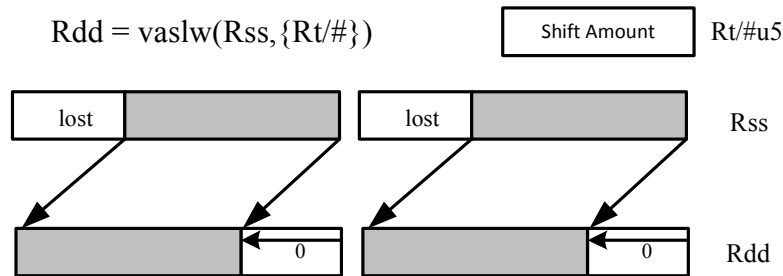 Rdd = vaslw(Rss,{Rt/#})
Shift Amount
Rt/#u5
lost
lost
Rss
0
0
Rdd